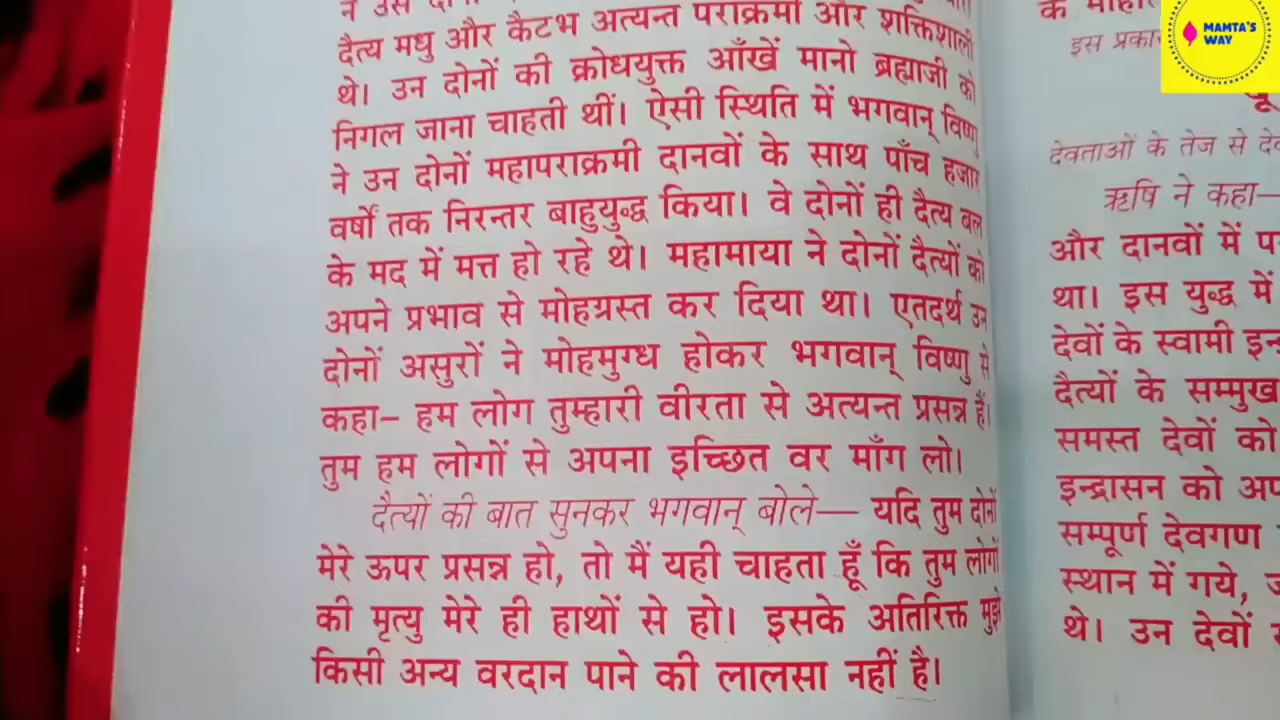 दैत्य मधु और कैटभ अत्यन्त पराक्रमी और शक्तिशाली
थे। उन दोनों की क्रोधयुक्त आँखें मानो ब्रह्माजी को
निगल जाना चाहती थीं। ऐसी स्थिति में भगवान् विष्णु
ने उन दोनों महापराक्रमी दानवों के साथ पाँच हजार
वर्षों तक निरन्तर बाहुयुद्ध किया। वे दोनों ही दैत्य बल
के मद में मत्त हो रहे थे। महामाया ने दोनों दैत्यों को
अपने प्रभाव से मोहग्रस्त कर दिया था। एतदर्थ उन
दोनों असुरों ने मोहमुग्ध होकर भगवान् विष्णु से
कहा– हम लोग तुम्हारी वीरता से अत्यन्त प्रसन्न हैं।
तुम हम लोगों से अपना इच्छित वर माँग लो।
दैत्यों की बात सुनकर भगवान् बोले— यदि तुम दोनों
मेरे ऊपर प्रसन्न हो, तो मैं यही चाहता हूँ कि तुम लोगों
की मृत्यु मेरे ही हाथों से हो। इसके अतिरिक्त मुझे
किसी अन्य वरदान पाने की लालसा नहीं है।
इस प्रकार
देवताओं के तेज से
ऋषि ने कहा—
और दानवों में
था। इस युद्ध में
देवों के स्वामी
दैत्यों के सम्मुख
समस्त देवों को
इन्द्रासन को
सम्पूर्ण देवगण
स्थान में गये,
थे। उन देवों
MAMTA'S
WAY